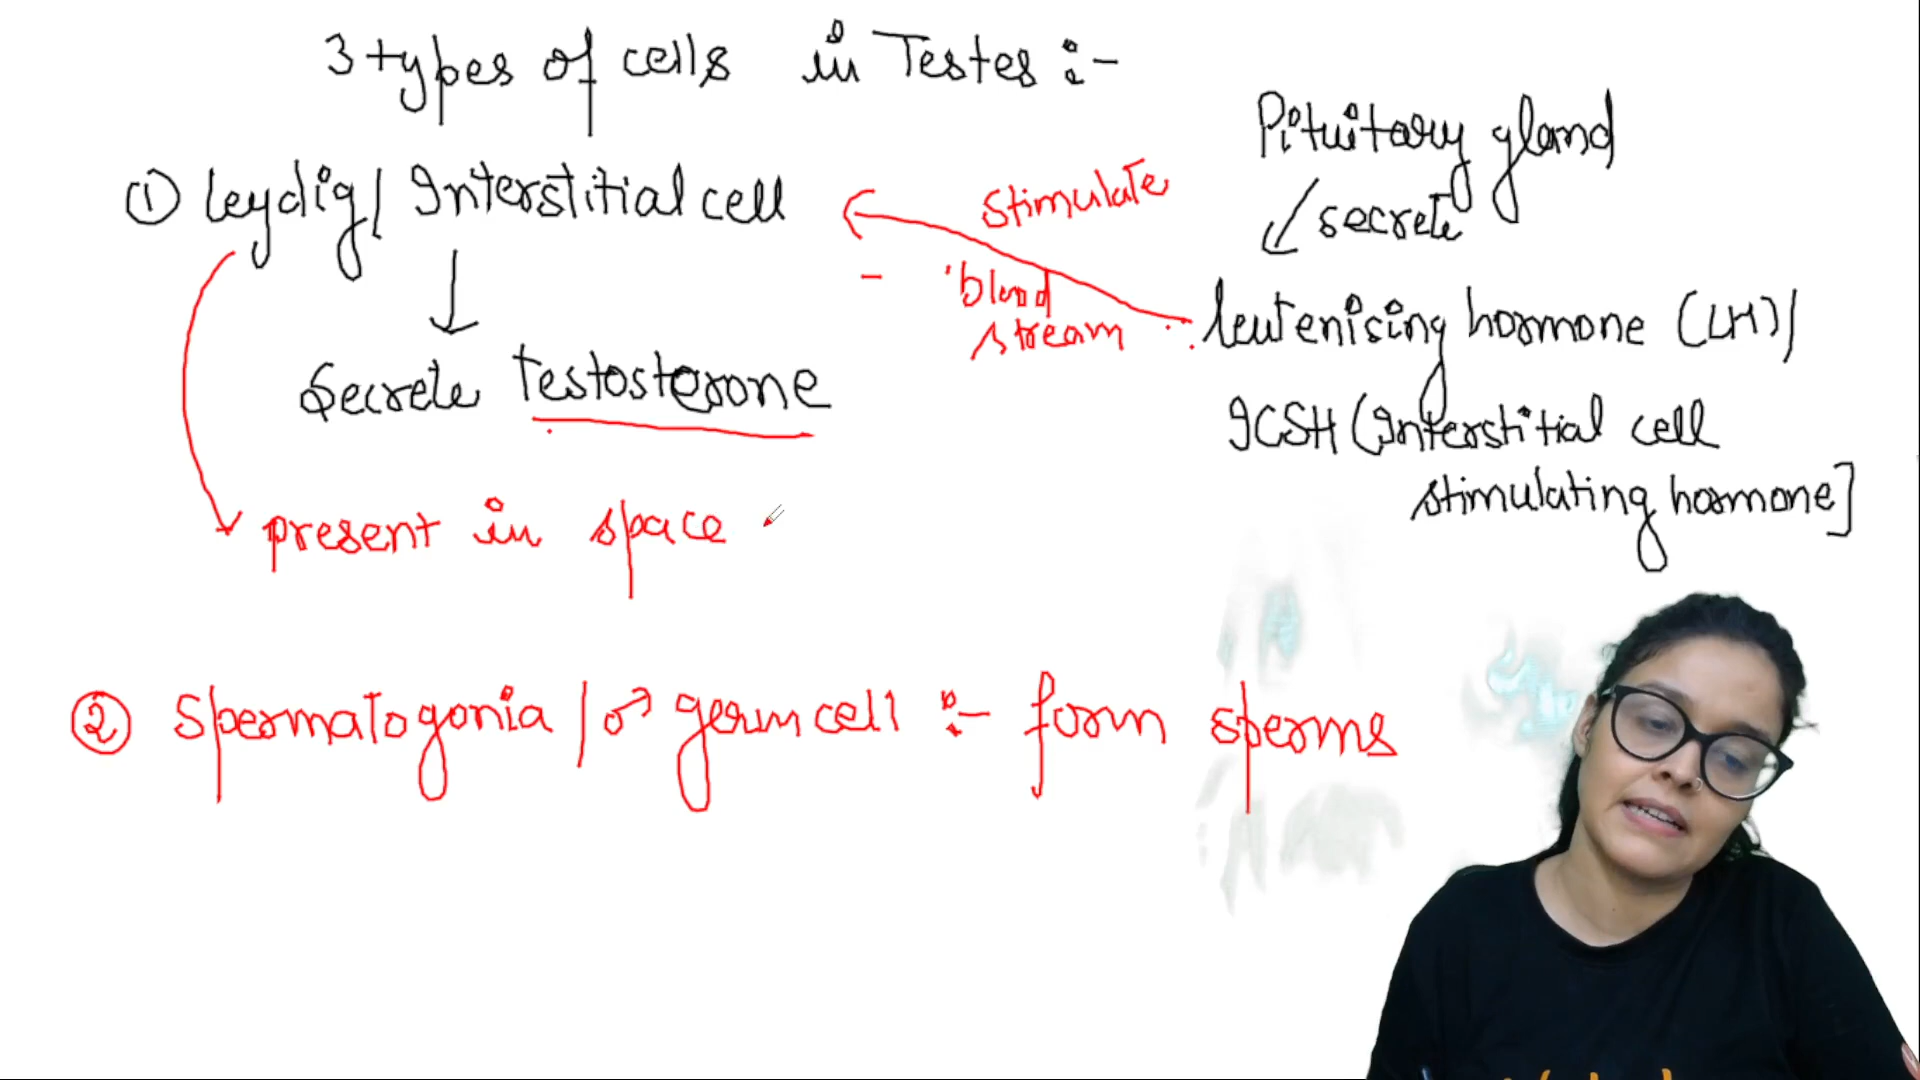 3 types of cells in Testes :-
① Leydig/ Interstitial cell
Secrete Testosterone
present in space
stimulate
blood
stream
Pituitary gland
secrete
leutenising hormone (LH)/
ICSH (Interstitial cell
stimulating hormone]
② Spermatogonia / ♂ germ cell :- form sperms